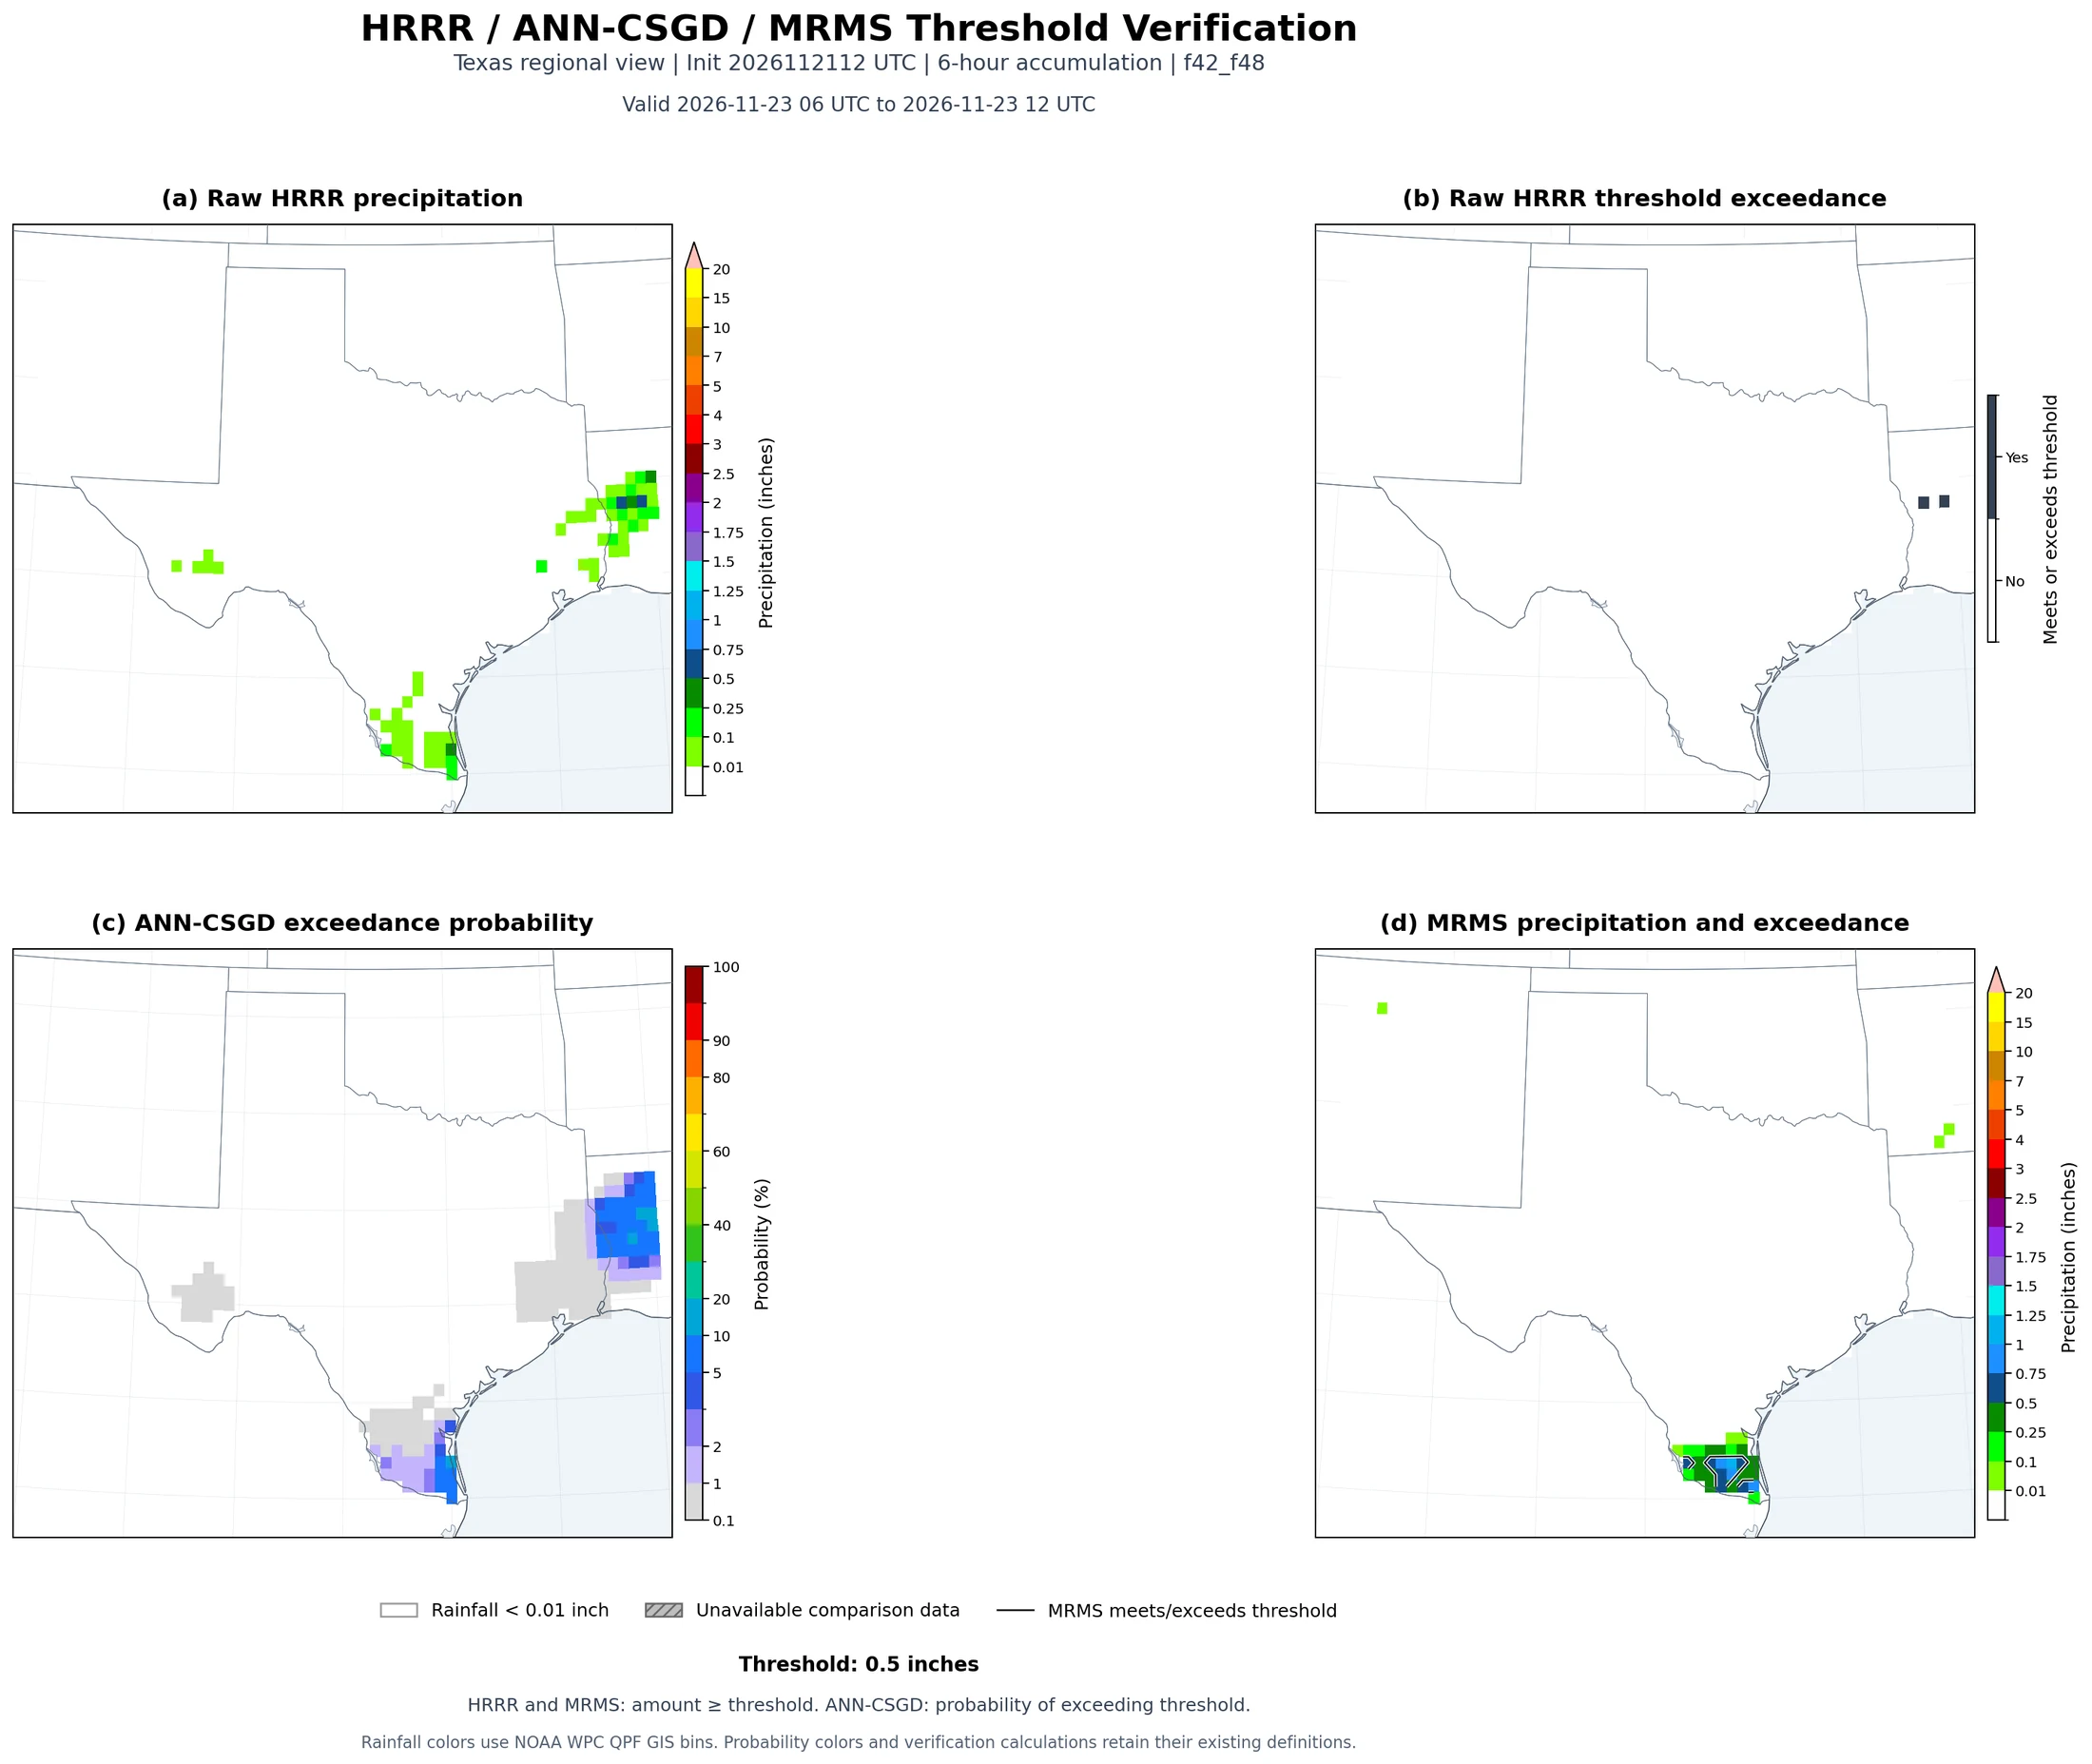 HRRR / ANN-CSGD / MRMS Threshold Verification
Texas regional view | Init 2026112112 UTC | 6-hour accumulation | f42_f48
Valid 2026-11-23 06 UTC to 2026-11-23 12 UTC
(a) Raw HRRR precipitation
20
15
10
7
5
4
3
2.5
2
1.75
1.5
1.25
1
0.75
0.5
0.25
0.1
0.01
Precipitation (inches)
(b) Raw HRRR threshold exceedance
Yes
No
Meets or exceeds threshold
(c) ANN-CSGD exceedance probability
100
90
80
60
40
20
10
5
2
1
0.1
Probability (%)
(d) MRMS precipitation and exceedance
20
15
10
7
5
4
3
2.5
2
1.75
1.5
1.25
1
0.75
0.5
0.25
0.1
0.01
Precipitation (inches)
Rainfall < 0.01 inch
Unavailable comparison data
MRMS meets/exceeds threshold
Threshold: 0.5 inches
HRRR and MRMS: amount ≥ threshold. ANN-CSGD: probability of exceeding threshold.
Rainfall colors use NOAA WPC QPF GIS bins. Probability colors and verification calculations retain their existing definitions.